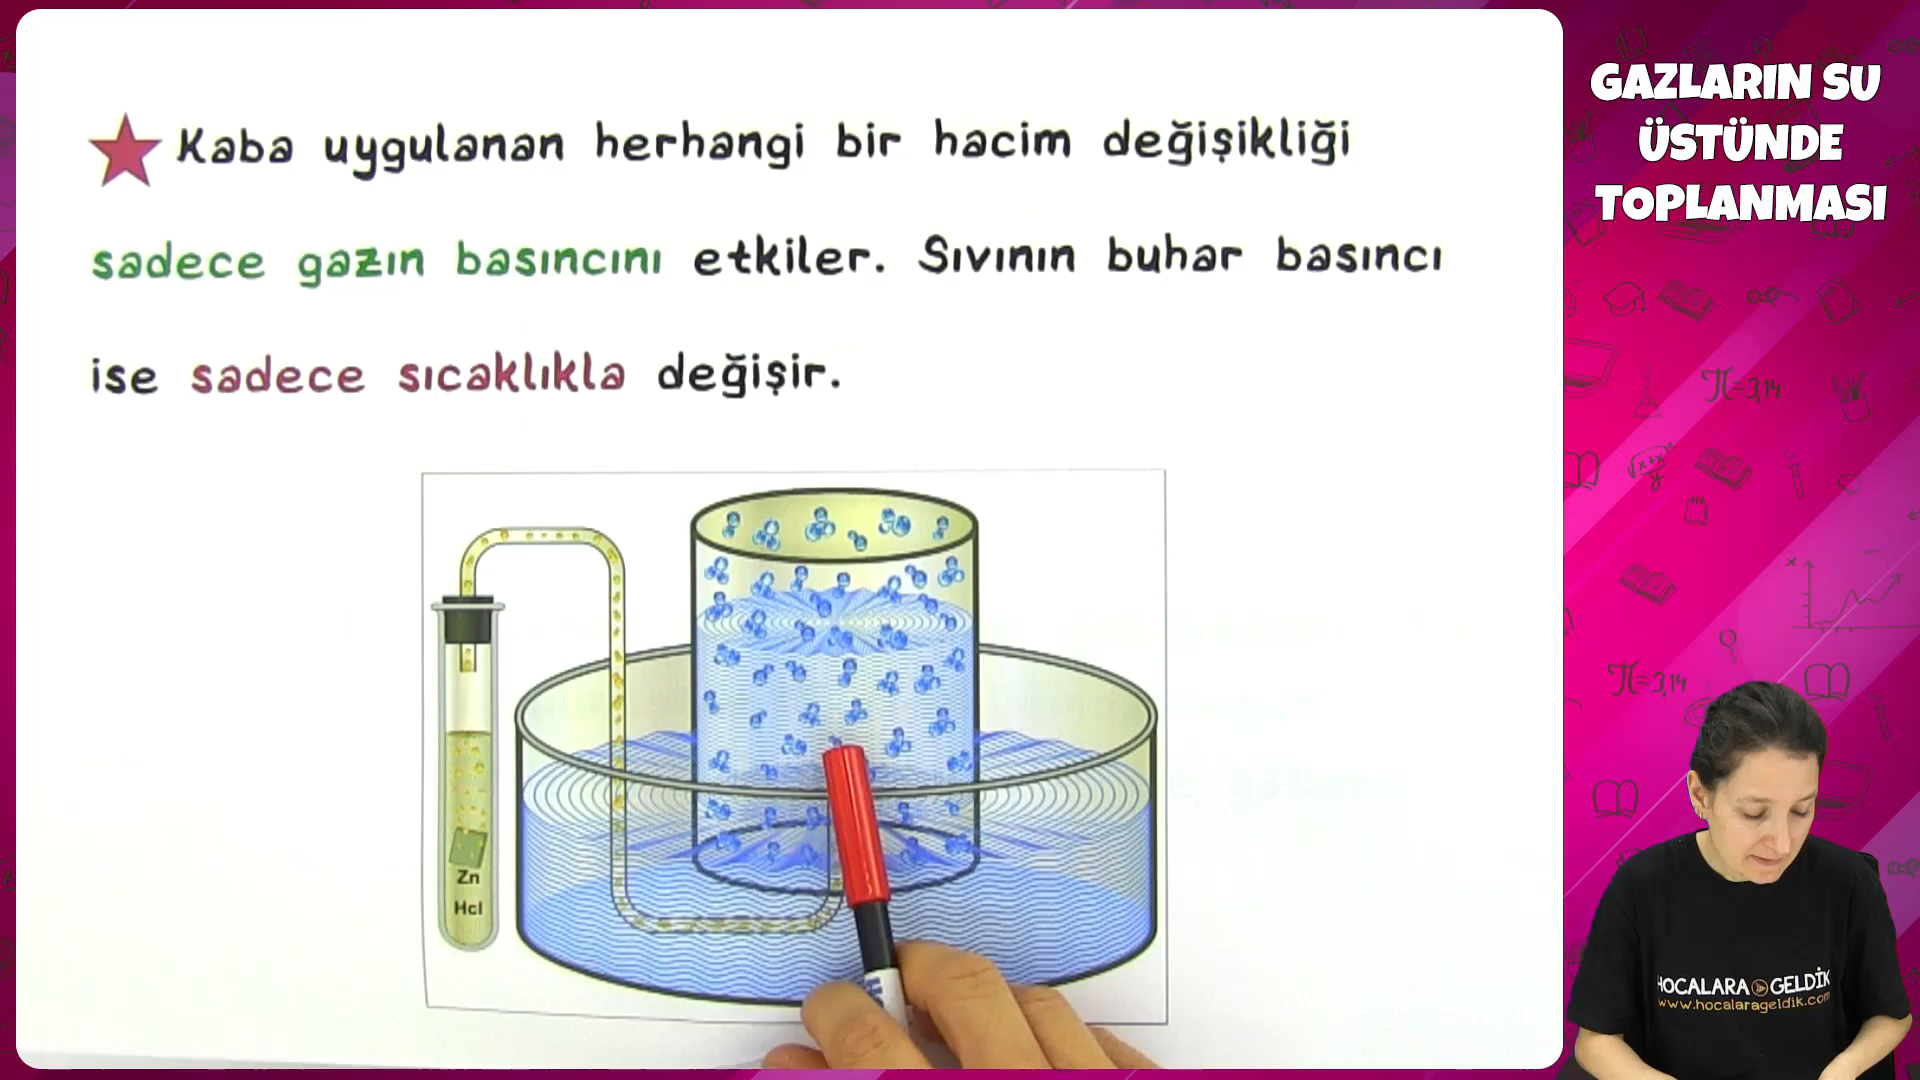 Kaba uygulanan herhangi bir hacim değişikliği
sadece gazın basıncını etkiler. Sıvının buhar basıncı
ise sadece sıcaklıkla değişir.
Zn
Hcl
GAZLARIN SU
ÜSTÜNDE
TOPLANMASI
π=3,14
π=3,14
HOCALARA GELDİK
www.hocalarageldik.com